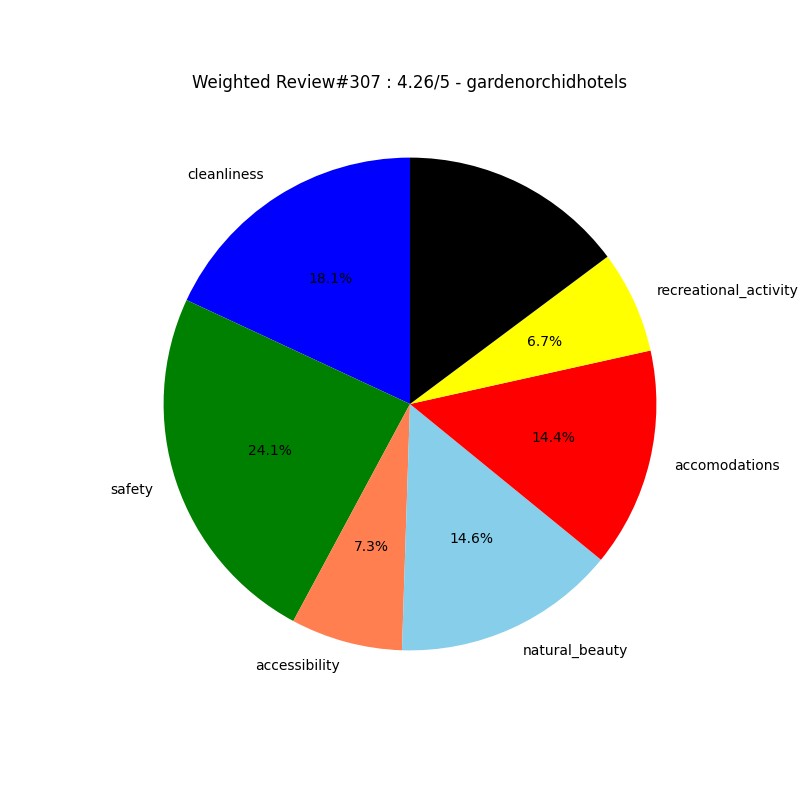 Weighted Review#307 : 4.26/5 - gardenorchidhotels
cleanliness
18.1%
safety
24.1%
accessibility
7.3%
natural_beauty
14.6%
accomodations
14.4%
recreational_activity
6.7%